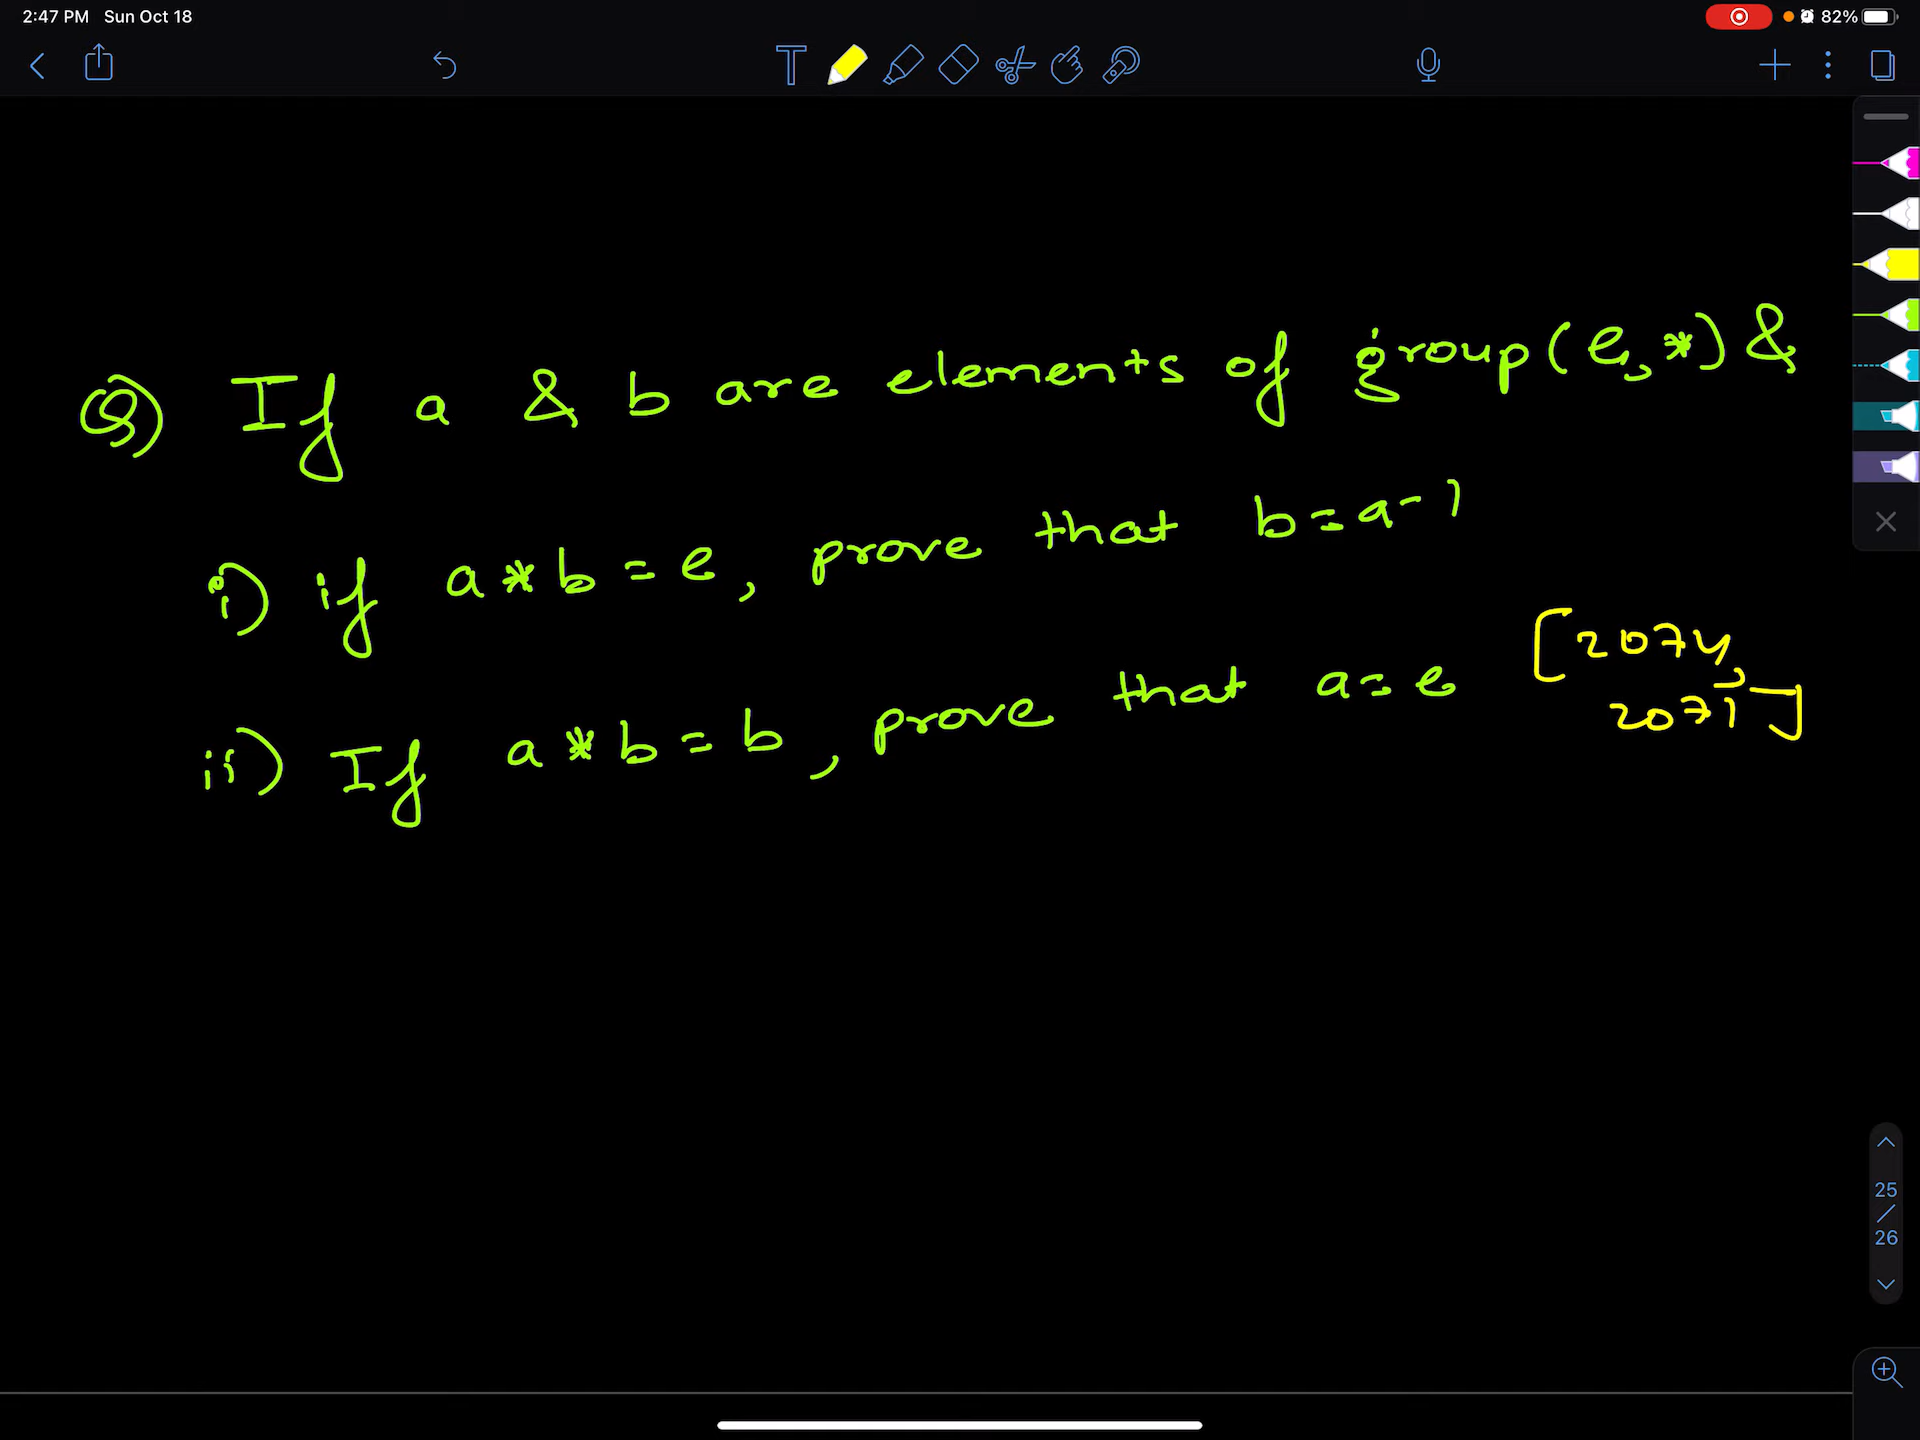 2:47 PM Sun Oct 18
82%
T
Q) If a & b are elements of group (e, *) &
i) if a * b = e, prove that b = a-1
ii) If a * b = b, prove that a = e
[2074,
2071]
25
/
26